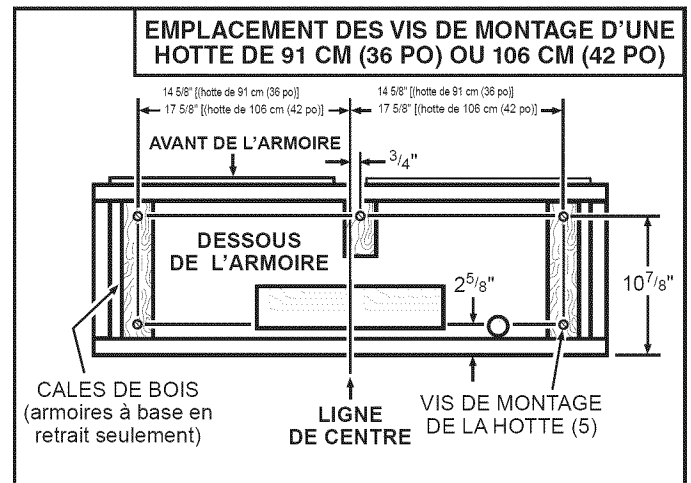 EMPLACEMENT DES VIS DE MONTAGE D'UNE
HOTTE DE 91 CM (36 PO) OU 106 CM (42 PO)
14 5/8" [(hotte de 91 cm (36 po)]
14 5/8" [(hotte de 91 cm (36 po)]
17 5/8" [(hotte de 106 cm (42 po)]
17 5/8" [(hotte de 106 cm (42 po)]
AVANT DE L'ARMOIRE
3/4"
DESSOUS
DE L'ARMOIRE
2 5/8"
10 7/8"
CALES DE BOIS
(armoires à base en
retrait seulement)
LIGNE
DE CENTRE
VIS DE MONTAGE
DE LA HOTTE (5)